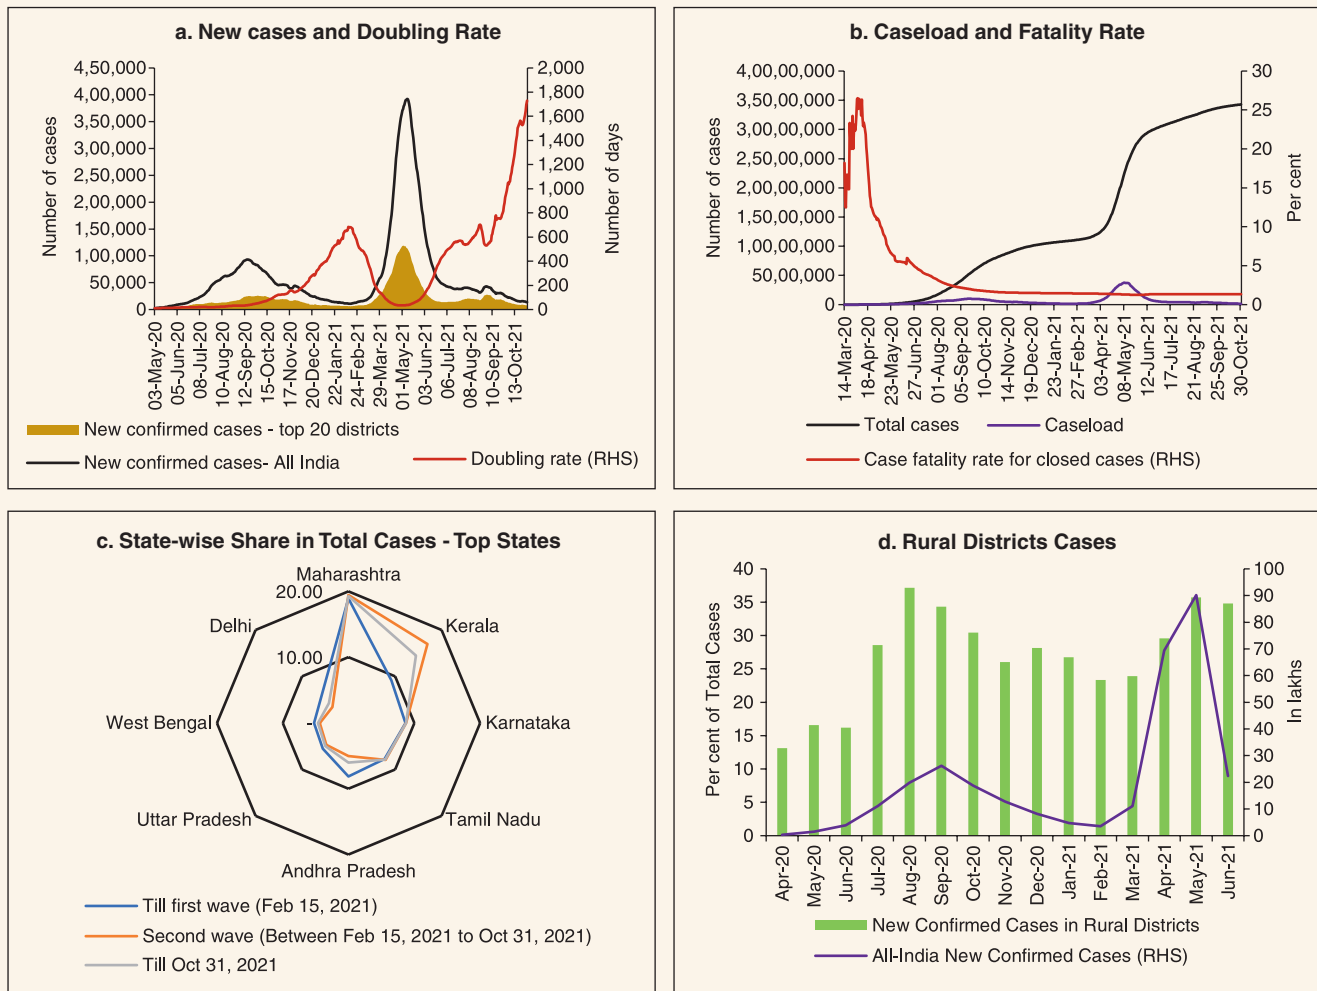 a. New cases and Doubling Rate
4,50,000
4,00,000
3,50,000
3,00,000
2,50,000
2,00,000
1,50,000
1,00,000
50,000
0
Number of cases
2,000
1,800
1,600
1,400
1,200
1,000
800
600
400
200
0
Number of days
03-May-20
05-Jun-20
08-Jul-20
10-Aug-20
12-Sep-20
15-Oct-20
17-Nov-20
20-Dec-20
22-Jan-21
24-Feb-21
29-Mar-21
01-May-21
03-Jun-21
06-Jul-21
08-Aug-21
10-Sep-21
13-Oct-21
New confirmed cases - top 20 districts
New confirmed cases- All India
Doubling rate (RHS)
b. Caseload and Fatality Rate
4,00,00,000
3,50,00,000
3,00,00,000
2,50,00,000
2,00,00,000
1,50,00,000
1,00,00,000
50,00,000
0
Number of cases
30
25
20
15
10
5
0
Per cent
14-Mar-20
18-Apr-20
23-May-20
27-Jun-20
01-Aug-20
05-Sep-20
10-Oct-20
14-Nov-20
19-Dec-20
23-Jan-21
27-Feb-21
03-Apr-21
08-May-21
12-Jun-21
17-Jul-21
21-Aug-21
25-Sep-21
30-Oct-21
Total cases
Caseload
Case fatality rate for closed cases (RHS)
c. State-wise Share in Total Cases - Top States
Maharashtra
20.00
Delhi
Kerala
10.00
West Bengal
-
Karnataka
Uttar Pradesh
Tamil Nadu
Andhra Pradesh
Till first wave (Feb 15, 2021)
Second wave (Between Feb 15, 2021 to Oct 31, 2021)
Till Oct 31, 2021
d. Rural Districts Cases
40
35
30
25
20
15
10
5
0
Per cent of Total Cases
100
90
80
70
60
50
40
30
20
10
0
In lakhs
Apr-20
May-20
Jun-20
Jul-20
Aug-20
Sep-20
Oct-20
Nov-20
Dec-20
Jan-21
Feb-21
Mar-21
Apr-21
May-21
Jun-21
New Confirmed Cases in Rural Districts
All-India New Confirmed Cases (RHS)